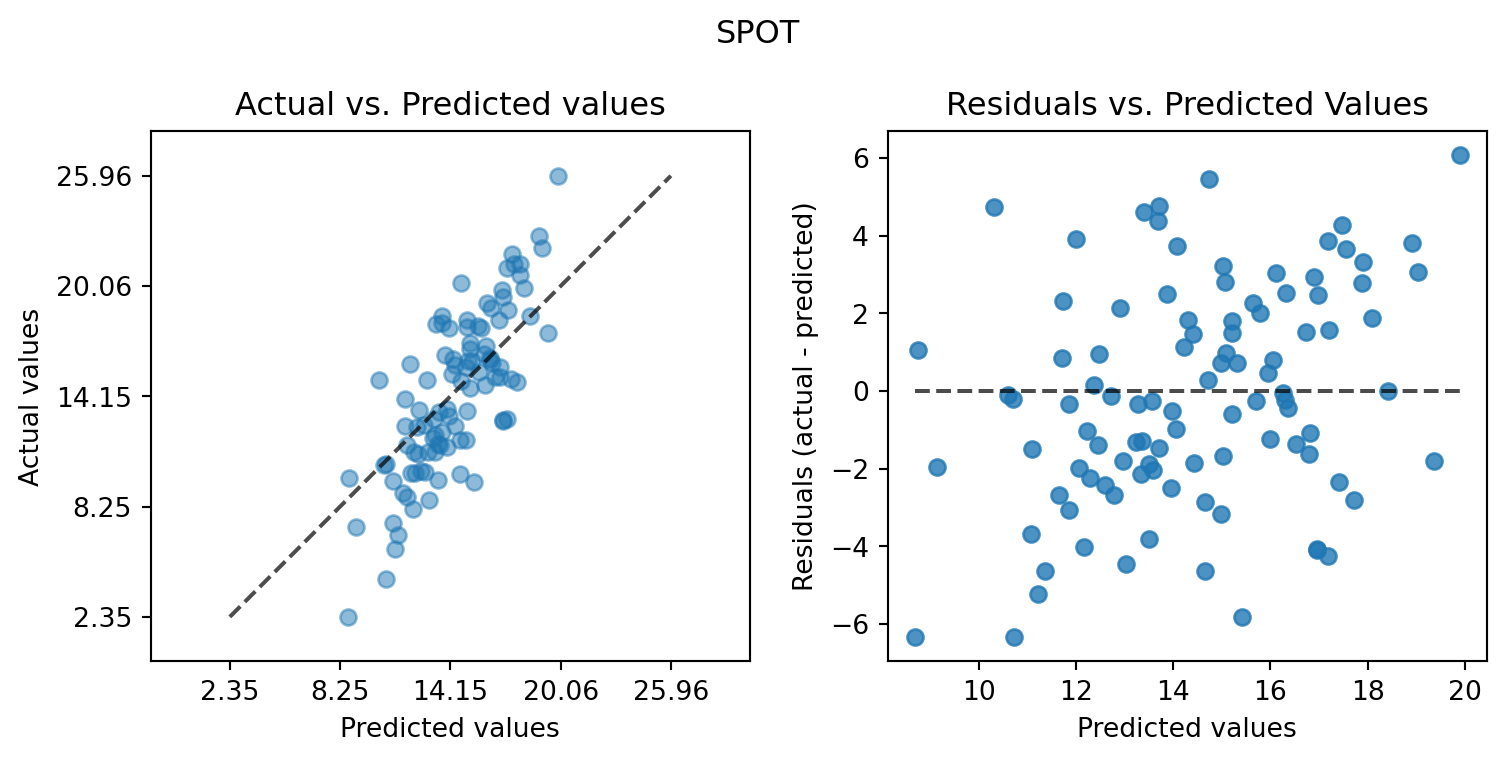 SPOT
Actual vs. Predicted values
Actual values
25.96
20.06
14.15
8.25
2.35
2.35 8.25 14.15 20.06 25.96
Predicted values
Residuals vs. Predicted Values
Residuals (actual - predicted)
6
4
2
0
−2
−4
−6
10 12 14 16 18 20
Predicted values